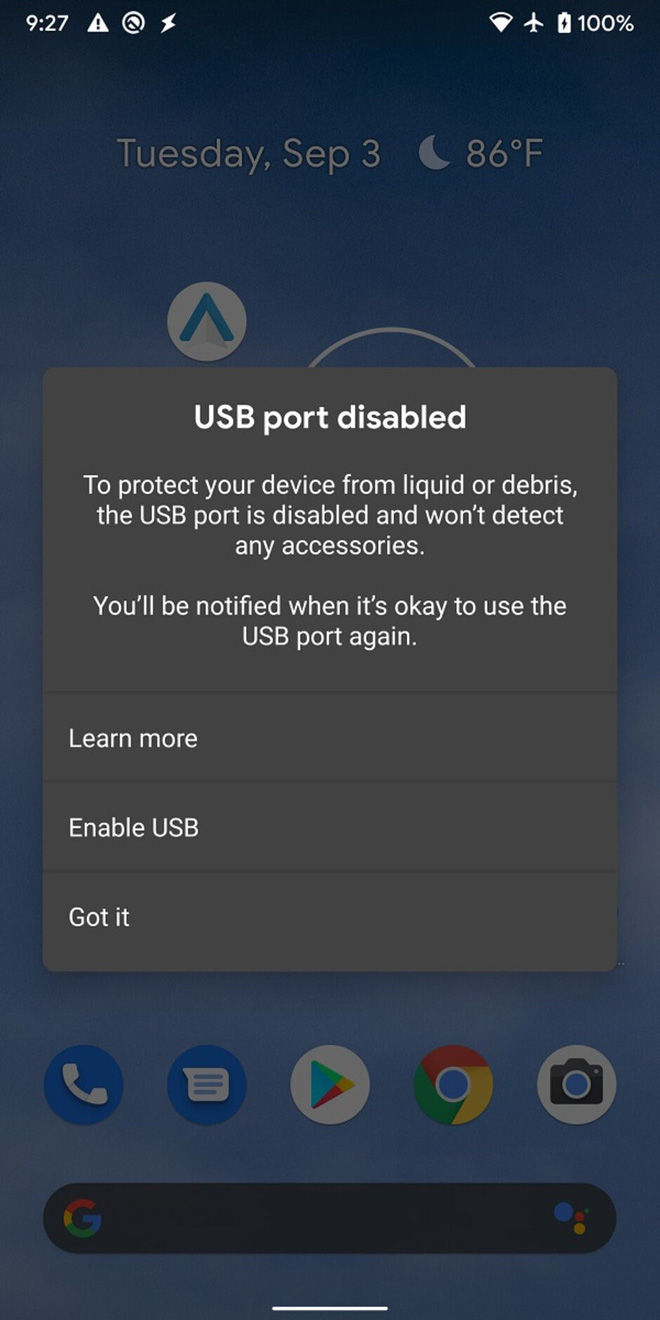 9:27 100%
Tuesday, Sep 3 86°F
USB port disabled
To protect your device from liquid or debris,
the USB port is disabled and won’t detect
any accessories.
You’ll be notified when it’s okay to use the
USB port again.
Learn more
Enable USB
Got it